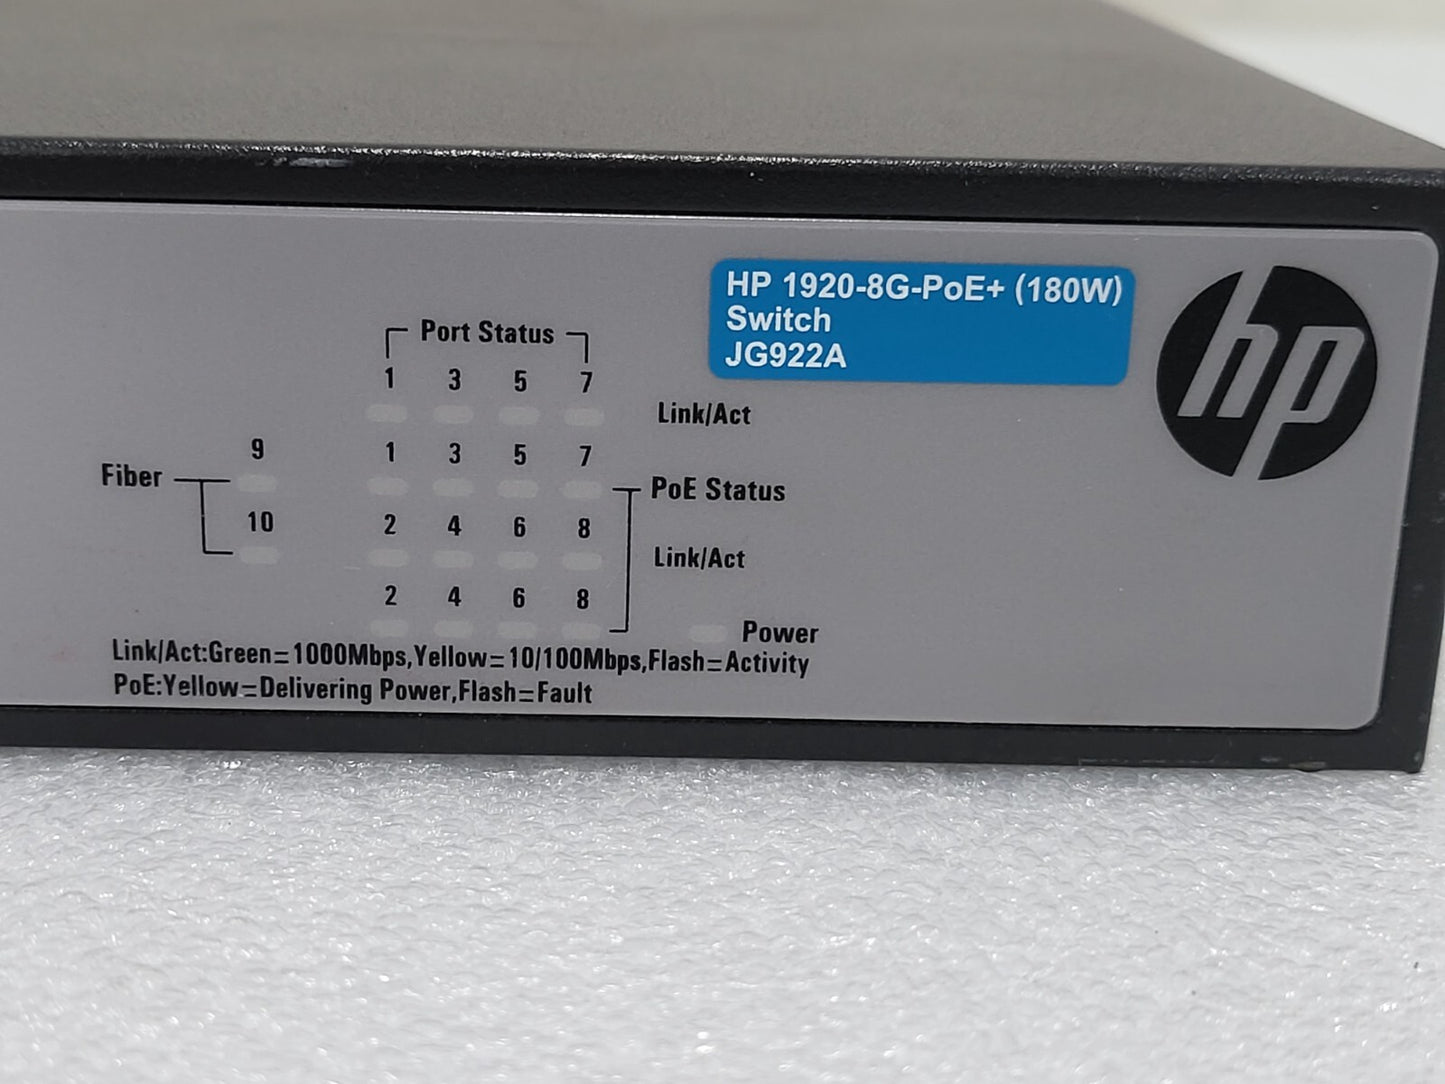 HP 1920-8G-PoE+ (180W)
Switch
JG922A
hp
Port Status
1 3 5 7
Link/Act
9
1 3 5 7
Fiber
PoE Status
10
2 4 6 8
Link/Act
2 4 6 8
Power
Link/Act:Green=1000Mbps,Yellow=10/100Mbps,Flash=Activity
PoE:Yellow=Delivering Power,Flash=Fault